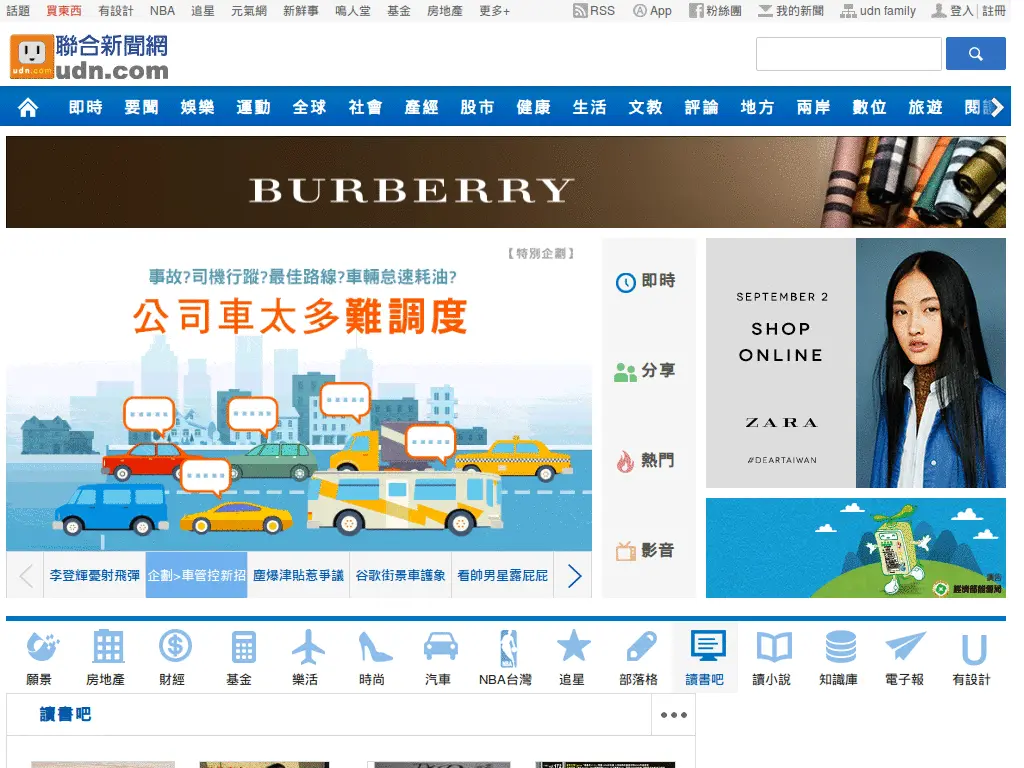 話題 買東西 有設計 NBA 追星 元氣網 新鮮事 鳴人堂 基金 房地產 更多+ RSS App 粉絲團 我的新聞 udn family 登入 註冊
udn.com 聯合新聞網
udn.com
即時 要聞 娛樂 運動 全球 社會 產經 股市 健康 生活 文教 評論 地方 兩岸 數位 旅遊 閱
BURBERRY
【特別企劃】
事故?司機行蹤?最佳路線?車輛怠速耗油?
公司車太多難調度
李登輝憂射飛彈 企劃>車管控新招 塵爆津貼惹爭議 谷歌街景車護象 看帥男星露屁屁
即時
分享
熱門
影音
SEPTEMBER 2
SHOP
ONLINE
ZARA
#DEARTAIWAN
廣告
經濟部能源局
願景 房地產 財經 基金 樂活 時尚 汽車 NBA台灣 追星 部落格 讀書吧 讀小說 知識庫 電子報 有設計
讀書吧